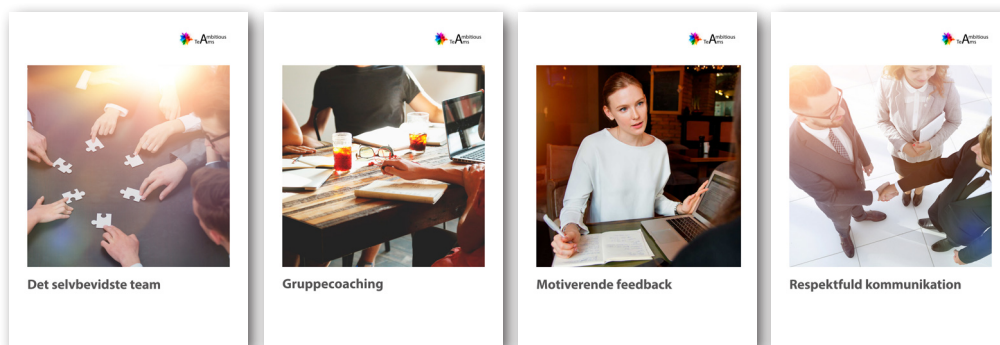 Ambitious
TeAms
Det selvbevidste team
Ambitious
TeAms
Gruppecoaching
Ambitious
TeAms
Motiverende feedback
Ambitious
TeAms
Respektfuld kommunikation